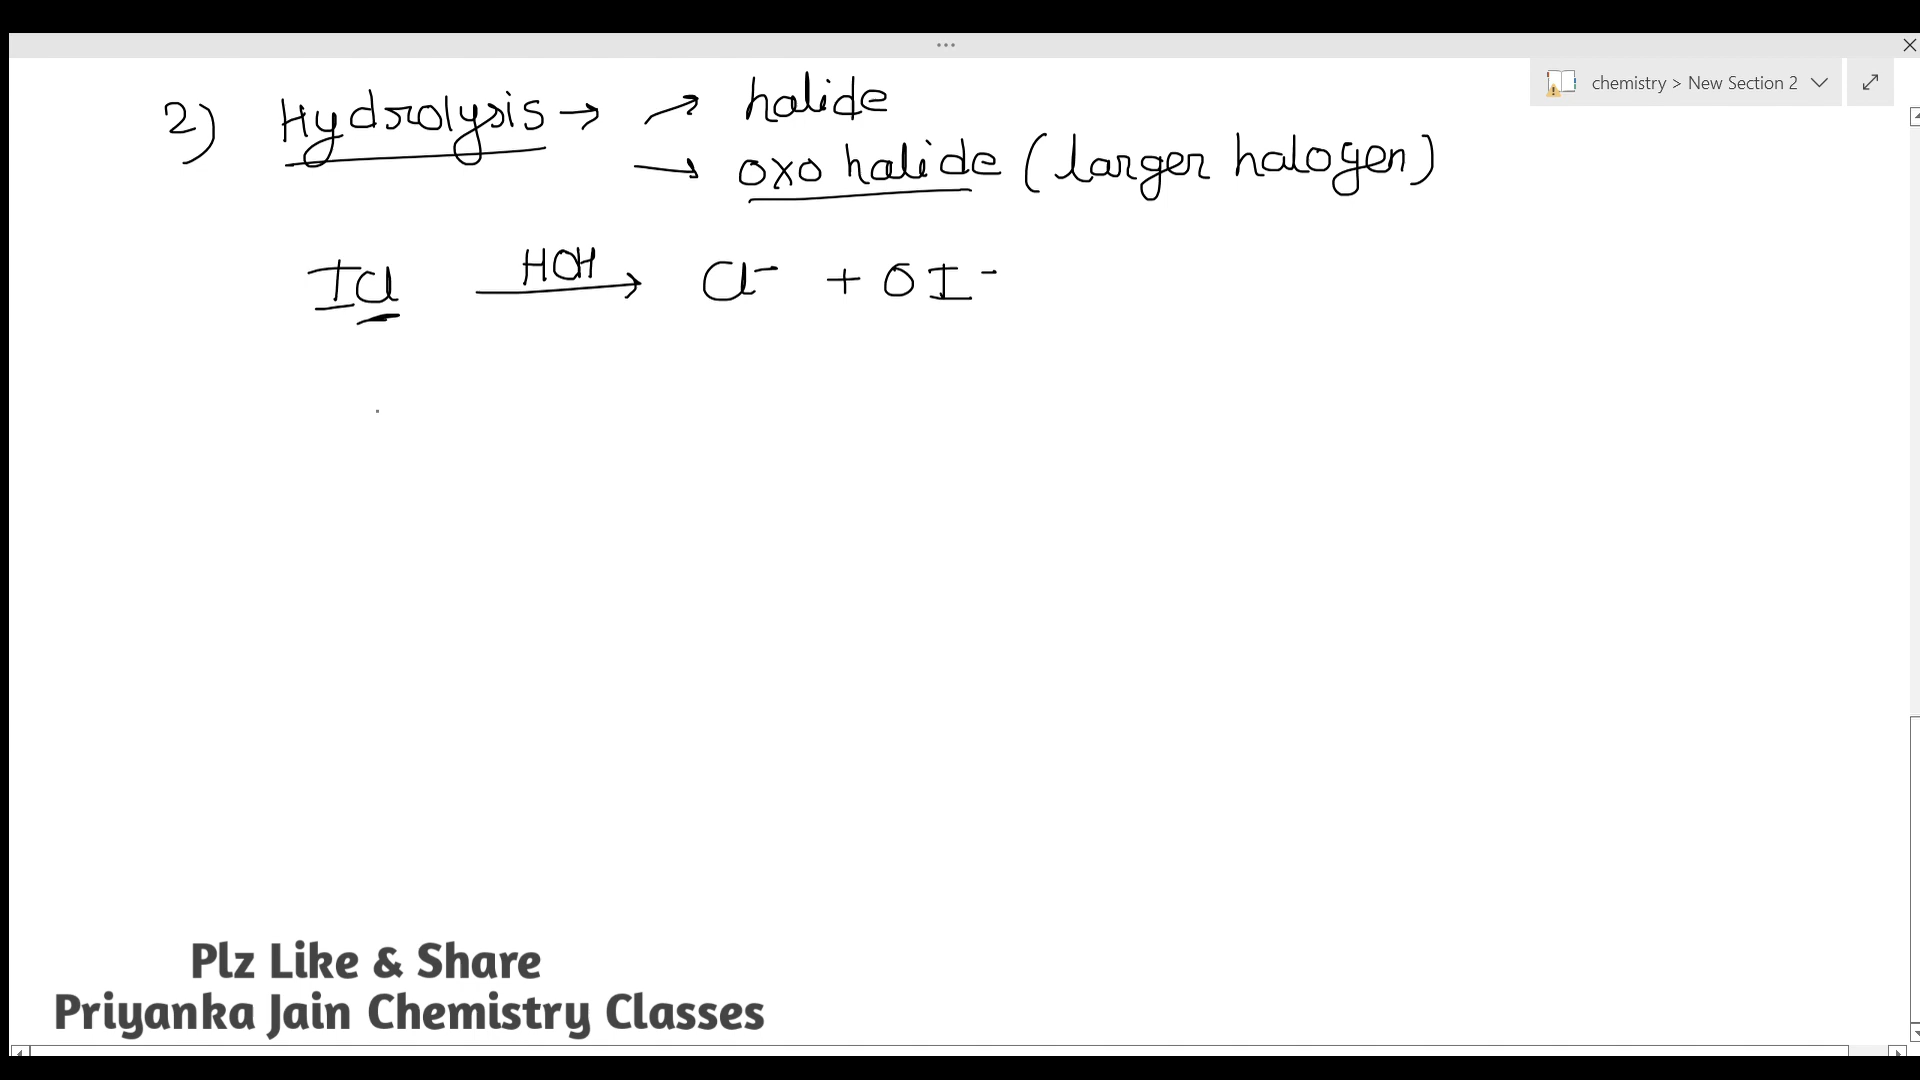 chemistry > New Section 2
2) Hydrolysis → ↗ halide
→ oxo halide (larger halogen)
ICl HOH→ Cl⁻ + OI⁻
Plz Like & Share
Priyanka Jain Chemistry Classes